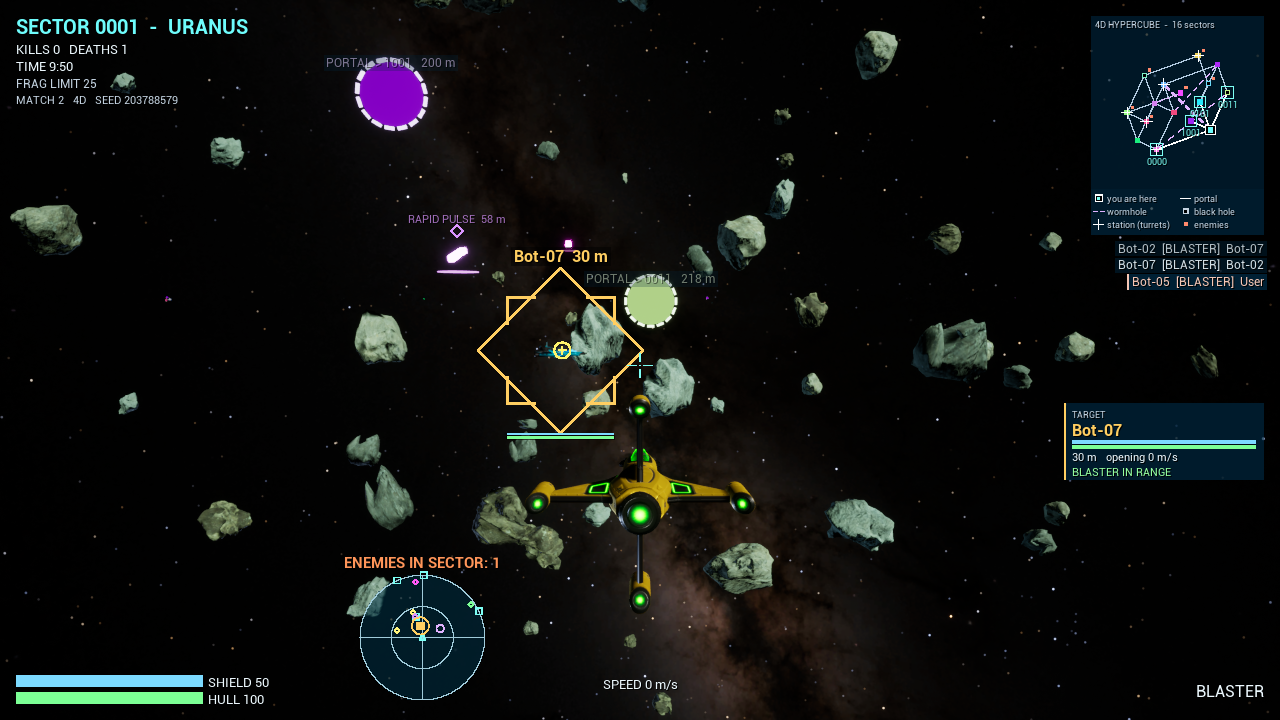 SECTOR 0001 - URANUS
KILLS 0 DEATHS 1
TIME 9:50
FRAG LIMIT 25
MATCH 2 4D SEED 203788579
PORTAL > 1001 200 m
RAPID PULSE 58 m
Bot-07 30 m
PORTAL > 0011 218 m
4D HYPERCUBE - 16 sectors
0011
0000
you are here
portal
wormhole
black hole
station (turrets)
enemies
Bot-02 [BLASTER] Bot-07
Bot-07 [BLASTER] Bot-02
Bot-05 [BLASTER] User
TARGET
Bot-07
30 m opening 0 m/s
BLASTER IN RANGE
ENEMIES IN SECTOR: 1
SHIELD 50
HULL 100
SPEED 0 m/s
BLASTER